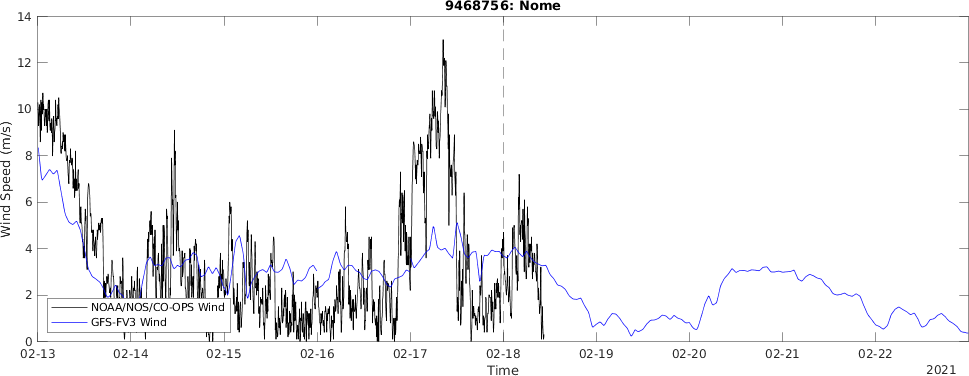 9468756: Nome
14
12
10
8
6
4
2
0
Wind Speed (m/s)
NOAA/NOS/CO-OPS Wind
GFS-FV3 Wind
02-13 02-14 02-15 02-16 02-17 02-18 02-19 02-20 02-21 02-22
Time
2021